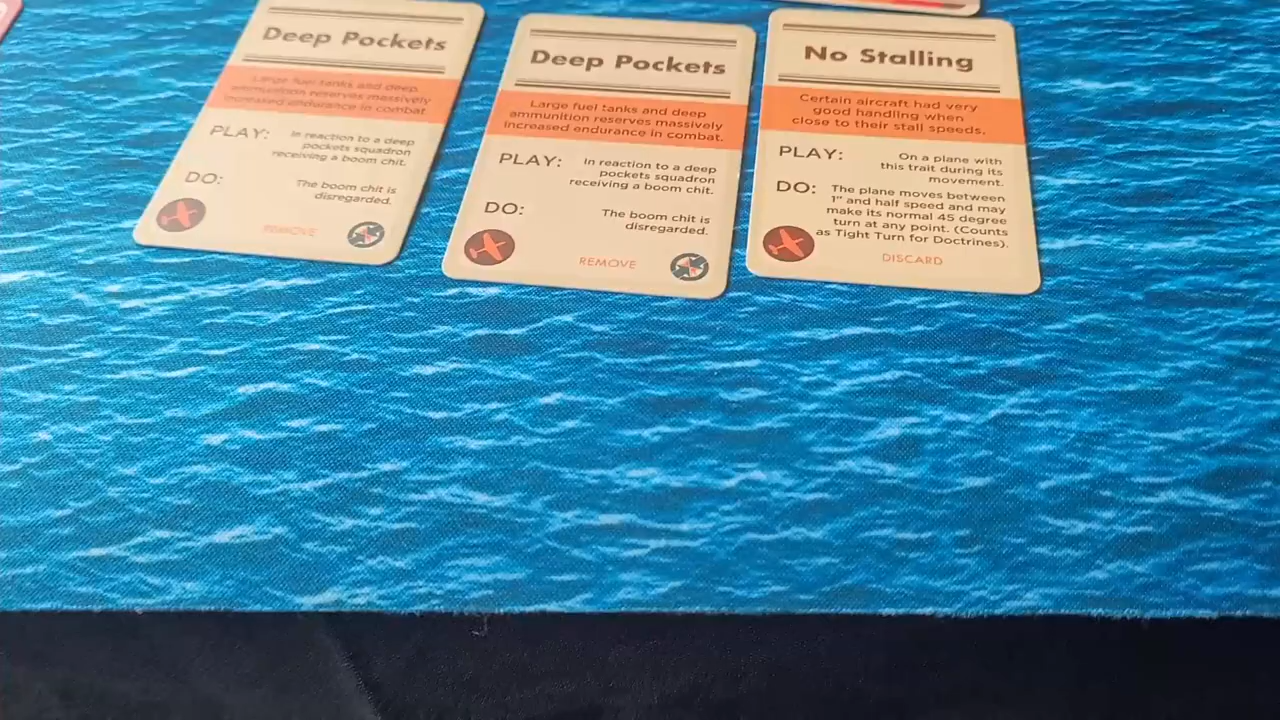 Deep Pockets
Large fuel tanks and deep
ammunition reserves massively
increased endurance in combat.
PLAY: In reaction to a deep
pockets squadron
receiving a boom chit.
DO: The boom chit is
disregarded.
REMOVE
Deep Pockets
Large fuel tanks and deep
ammunition reserves massively
increased endurance in combat.
PLAY: In reaction to a deep
pockets squadron
receiving a boom chit.
DO: The boom chit is
disregarded.
REMOVE
No Stalling
Certain aircraft had very
good handling when
close to their stall speeds.
PLAY: On a plane with
this trait during its
movement.
DO: The plane moves between
1" and half speed and may
make its normal 45 degree
turn at any point. (Counts
as Tight Turn for Doctrines).
DISCARD